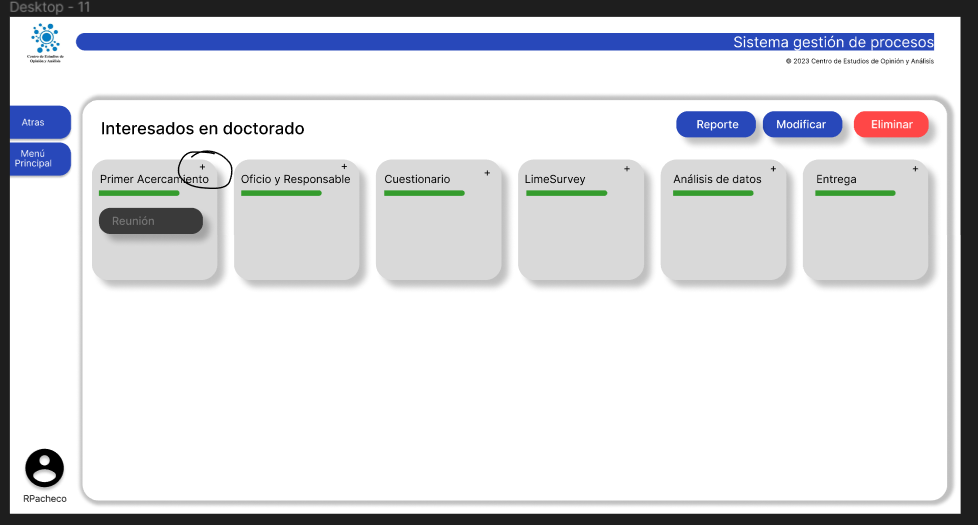 Desktop - 11
Centro de Estudios de
Opinión y Análisis
Sistema gestión de procesos
© 2023 Centro de Estudios de Opinión y Análisis
Atras
Menú
Principal
Interesados en doctorado
Reporte
Modificar
Eliminar
+
Primer Acercamiento
Reunión
+
Oficio y Responsable
+
Cuestionario
+
LimeSurvey
+
Análisis de datos
+
Entrega
RPacheco